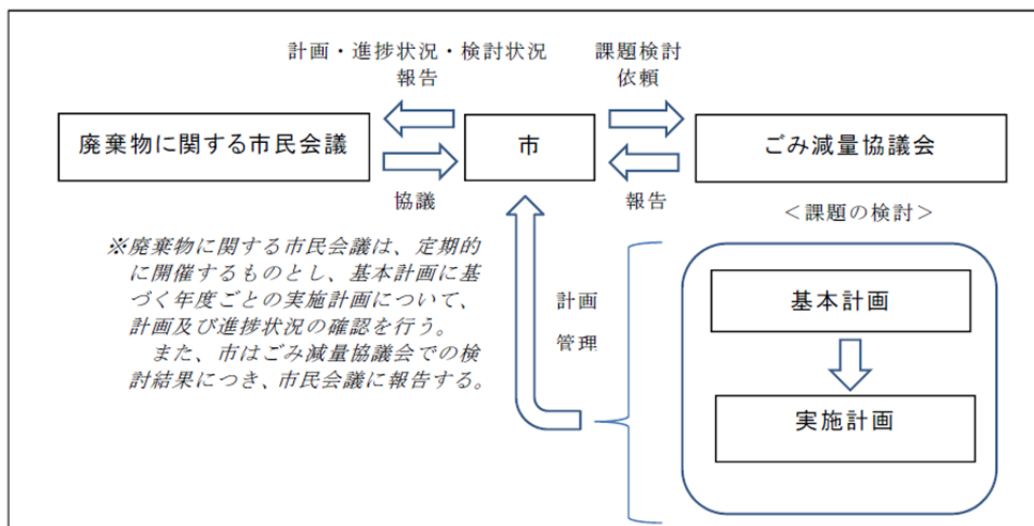 計画・進捗状況・検討状況
報告
課題検討
依頼
廃棄物に関する市民会議
市
ごみ減量協議会
協議
報告
＜課題の検討＞
※廃棄物に関する市民会議は、定期的
に開催するものとし、基本計画に基
づく年度ごとの実施計画について、
計画及び進捗状況の確認を行う。
また、市はごみ減量協議会での検
討結果につき、市民会議に報告する。
計画
管理
基本計画
実施計画